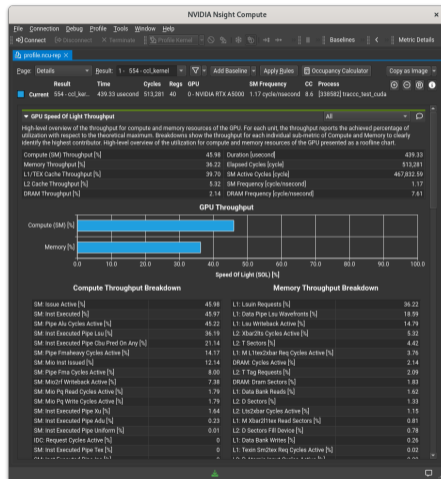 NVIDIA Nsight Compute
File Connection Debug Profile Tools Window Help
Connect Disconnect Terminate Profile Kernel Baselines Metric Details
profile.ncu-rep
Page: Details Result: 1 - 554 - ccl_kernel Add Baseline Apply Rules Occupancy Calculator Copy as Image
Result Time Cycles Regs GPU SM Frequency CC Process
Current 554 - ccl_ker... 439.33 usecond 513,281 40 0 - NVIDIA RTX A5000 1.17 cycle/nsecond 8.6 [338582] traccc_test_cuda
GPU Speed Of Light Throughput All
High-level overview of the throughput for compute and memory resources of the GPU. For each unit, the throughput reports the achieved percentage of
utilization with respect to the theoretical maximum. Breakdowns show the throughput for each individual sub-metric of Compute and Memory to clearly
identify the highest contributor. High-level overview of the utilization for compute and memory resources of the GPU presented as a roofline chart.
Compute (SM) Throughput [%] 45.98 Duration [usecond] 439.33
Memory Throughput [%] 36.22 Elapsed Cycles [cycle] 513,281
L1/TEX Cache Throughput [%] 39.70 SM Active Cycles [cycle] 467,832.59
L2 Cache Throughput [%] 5.32 SM Frequency [cycle/nsecond] 1.17
DRAM Throughput [%] 2.14 DRAM Frequency [cycle/nsecond] 7.61
GPU Throughput
Compute (SM) [%]
Memory [%]
0.0 10.0 20.0 30.0 40.0 50.0 60.0 70.0 80.0 90.0 100.0
Speed Of Light (SOL) [%]
Compute Throughput Breakdown Memory Throughput Breakdown
SM: Issue Active [%] 45.98 L1: Lsuin Requests [%] 36.22
SM: Inst Executed [%] 45.97 L1: Data Pipe Lsu Wavefronts [%] 18.59
SM: Pipe Alu Cycles Active [%] 45.22 L1: Lsu Writeback Active [%] 14.79
SM: Inst Executed Pipe Lsu [%] 36.19 L2: Xbar2lts Cycles Active [%] 5.32
SM: Inst Executed Pipe Cbu Pred On Any [%] 21.14 L2: T Sectors [%] 4.42
SM: Pipe Fmaheavy Cycles Active [%] 14.17 L1: M L1tex2xbar Req Cycles Active [%] 3.76
SM: Mio Inst Issued [%] 12.14 DRAM: Cycles Active [%] 2.14
SM: Pipe Fma Cycles Active [%] 8.00 L2: T Tag Requests [%] 2.09
SM: Mio2rf Writeback Active [%] 7.38 DRAM: Dram Sectors [%] 1.83
SM: Mio Pq Read Cycles Active [%] 1.79 L1: Data Bank Reads [%] 1.62
SM: Mio Pq Write Cycles Active [%] 1.79 L2: D Sectors [%] 1.33
SM: Inst Executed Pipe Xu [%] 1.64 L2: Lts2xbar Cycles Active [%] 1.15
SM: Inst Executed Pipe Adu [%] 0.23 L1: M Xbar2l1tex Read Sectors [%] 0.81
SM: Inst Executed Pipe Uniform [%] 0.01 L2: D Sectors Fill Device [%] 0.78
IDC: Request Cycles Active [%] 0 L1: Data Bank Writes [%] 0.26
SM: Inst Executed Pipe Tex [%] 0 L1: Texin Sm2tex Req Cycles Active [%] 0.02